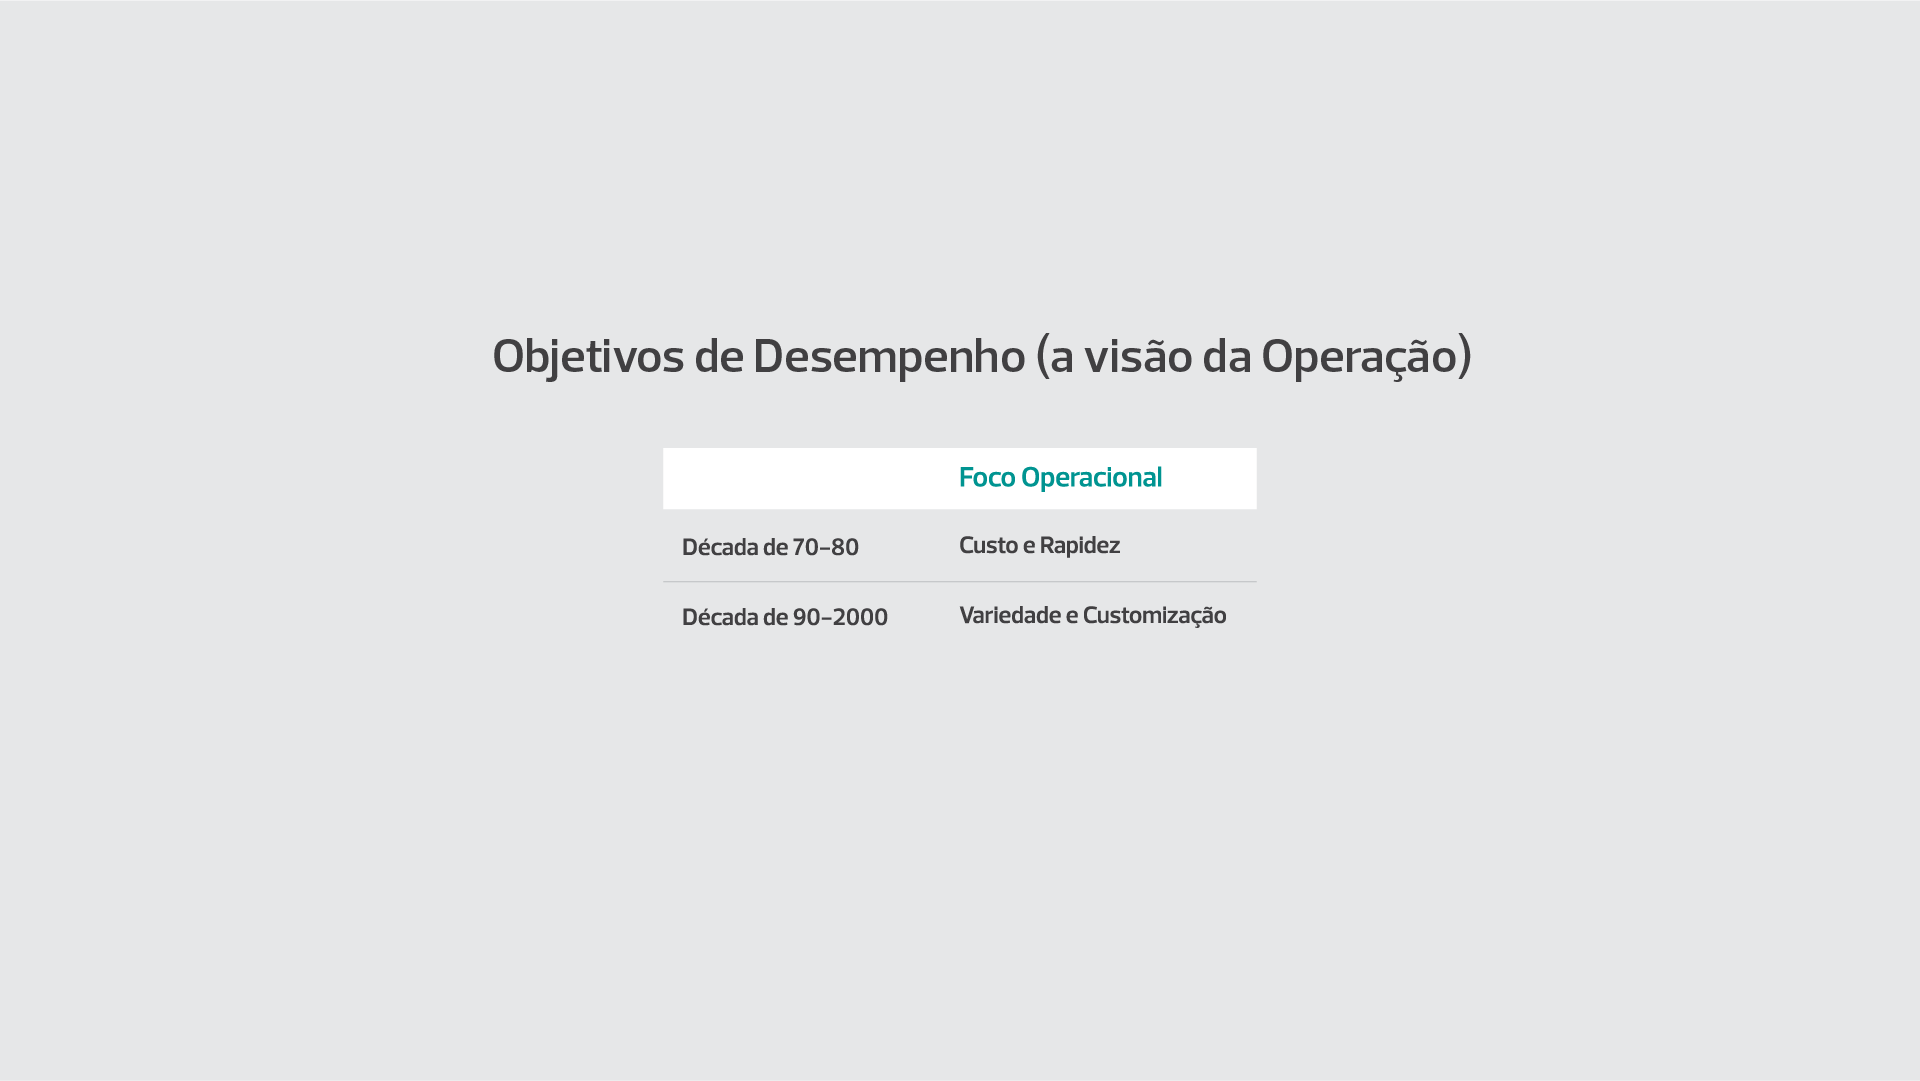 Objetivos de Desempenho (a visão da Operação)
Foco Operacional
Década de 70-80 Custo e Rapidez
Década de 90-2000 Variedade e Customização